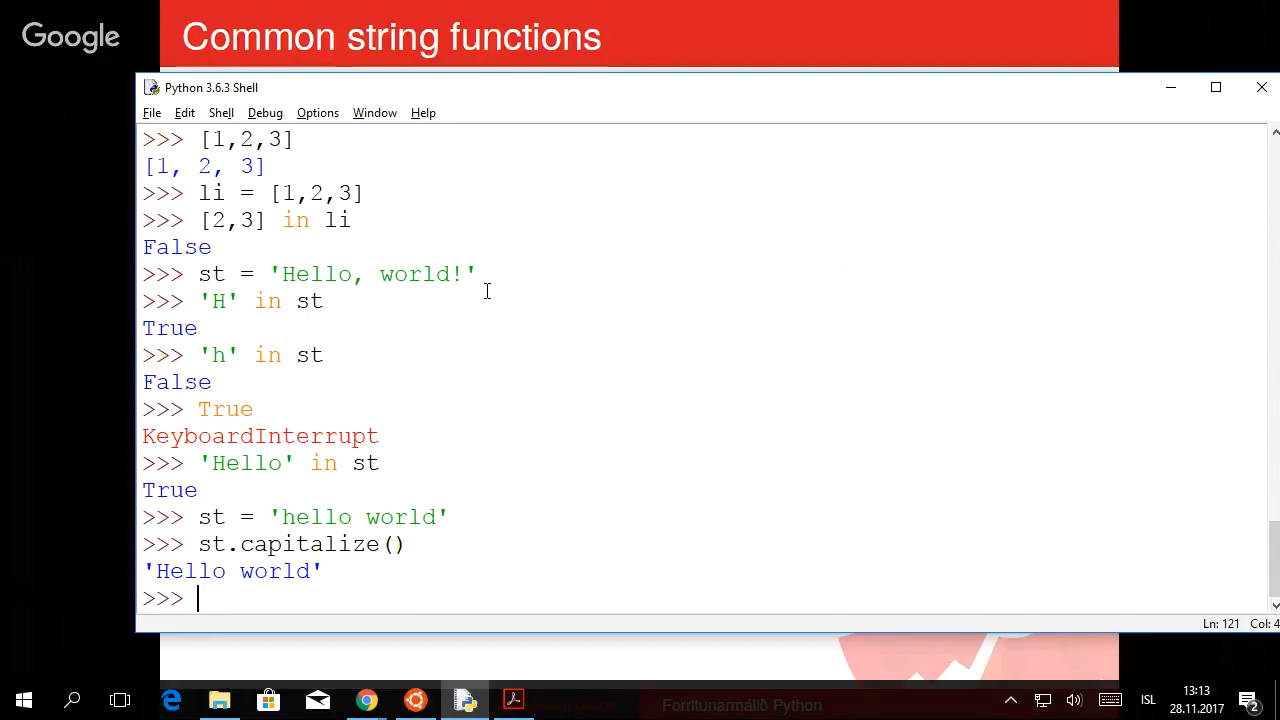 Google
Common string functions
Python 3.6.3 Shell
File Edit Shell Debug Options Window Help
>>> [1,2,3]
[1, 2, 3]
>>> li = [1,2,3]
>>> [2,3] in li
False
>>> st = 'Hello, world!'
>>> 'H' in st
True
>>> 'h' in st
False
>>> True
KeyboardInterrupt
>>> 'Hello' in st
True
>>> st = 'hello world'
>>> st.capitalize()
'Hello world'
>>>
Ln: 121 Col: 4
Forritunarmálið Python
ISL
13:13
28.11.2017
2